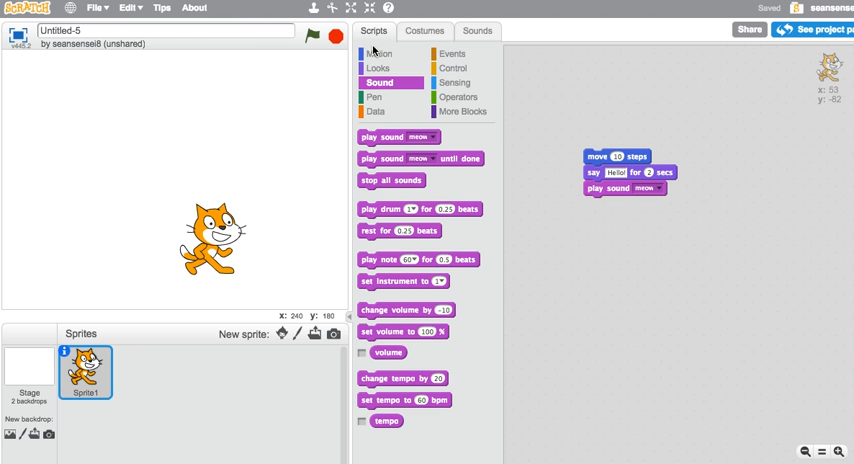 SCRATCH File▼ Edit▼ Tips About Saved seansense
v445.2 Untitled-5
by seansensei8 (unshared)
Scripts Costumes Sounds
Share See project pa
Motion Events
Looks Control
Sound Sensing
Pen Operators
Data More Blocks
x: 53
y: -82
play sound meow▼
play sound meow▼ until done
stop all sounds
play drum 1▼ for 0.25 beats
rest for 0.25 beats
play note 60▼ for 0.5 beats
set instrument to 1▼
change volume by -10
set volume to 100 %
volume
change tempo by 20
set tempo to 60 bpm
tempo
move 10 steps
say Hello! for 2 secs
play sound meow▼
x: 240 y: 180
Sprites New sprite:
Stage
2 backdrops
New backdrop:
Sprite1